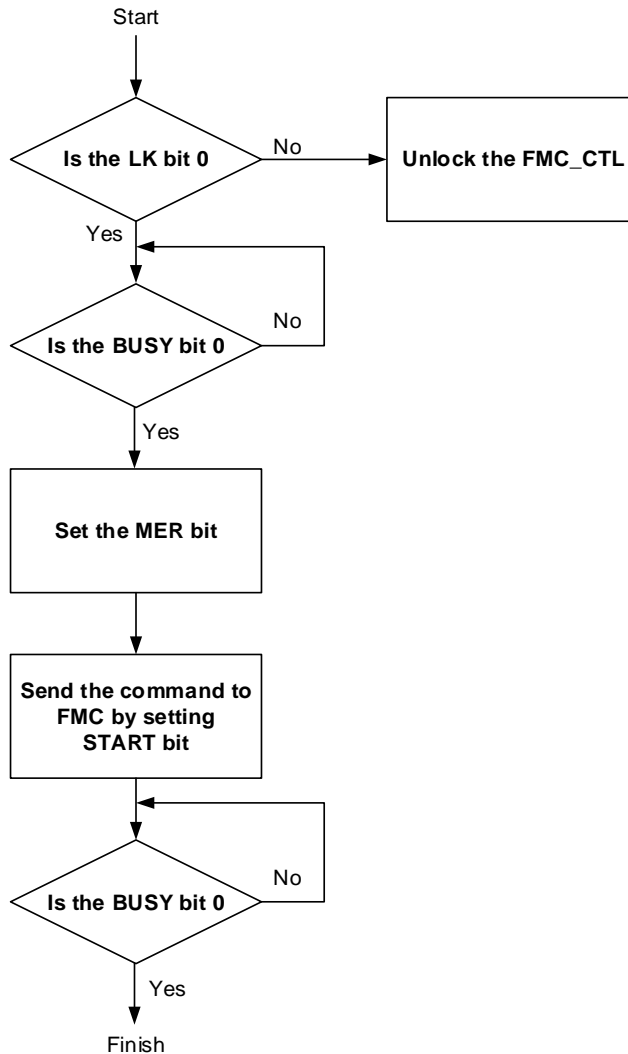 Start
Is the LK bit 0
No
Unlock the FMC_CTL
Yes
No
Is the BUSY bit 0
Yes
Set the MER bit
Send the command to
FMC by setting
START bit
No
Is the BUSY bit 0
Yes
Finish